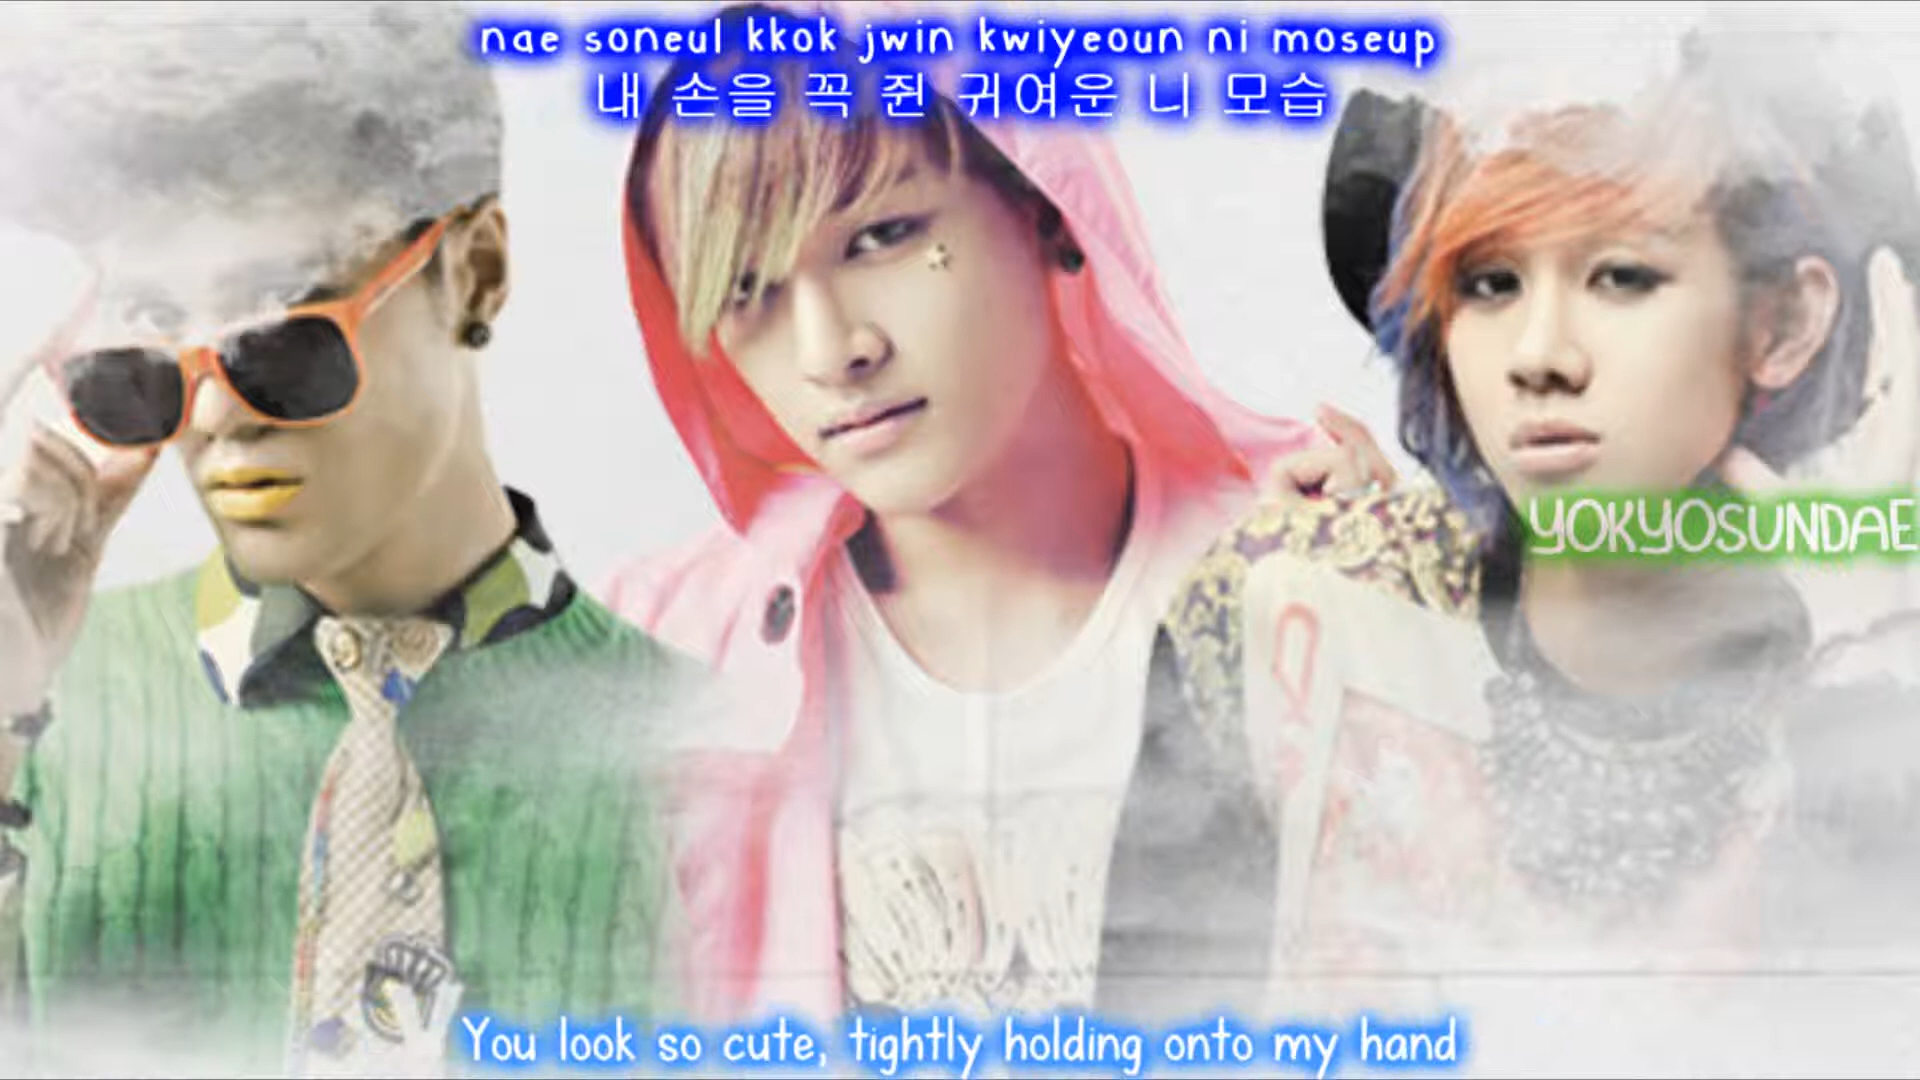 nae soneul kkok jwin kwiyeoun ni moseup
내 손을 꼭 쥔 귀여운 니 모습
YOKYOSUNDAE
You look so cute, tightly holding onto my hand